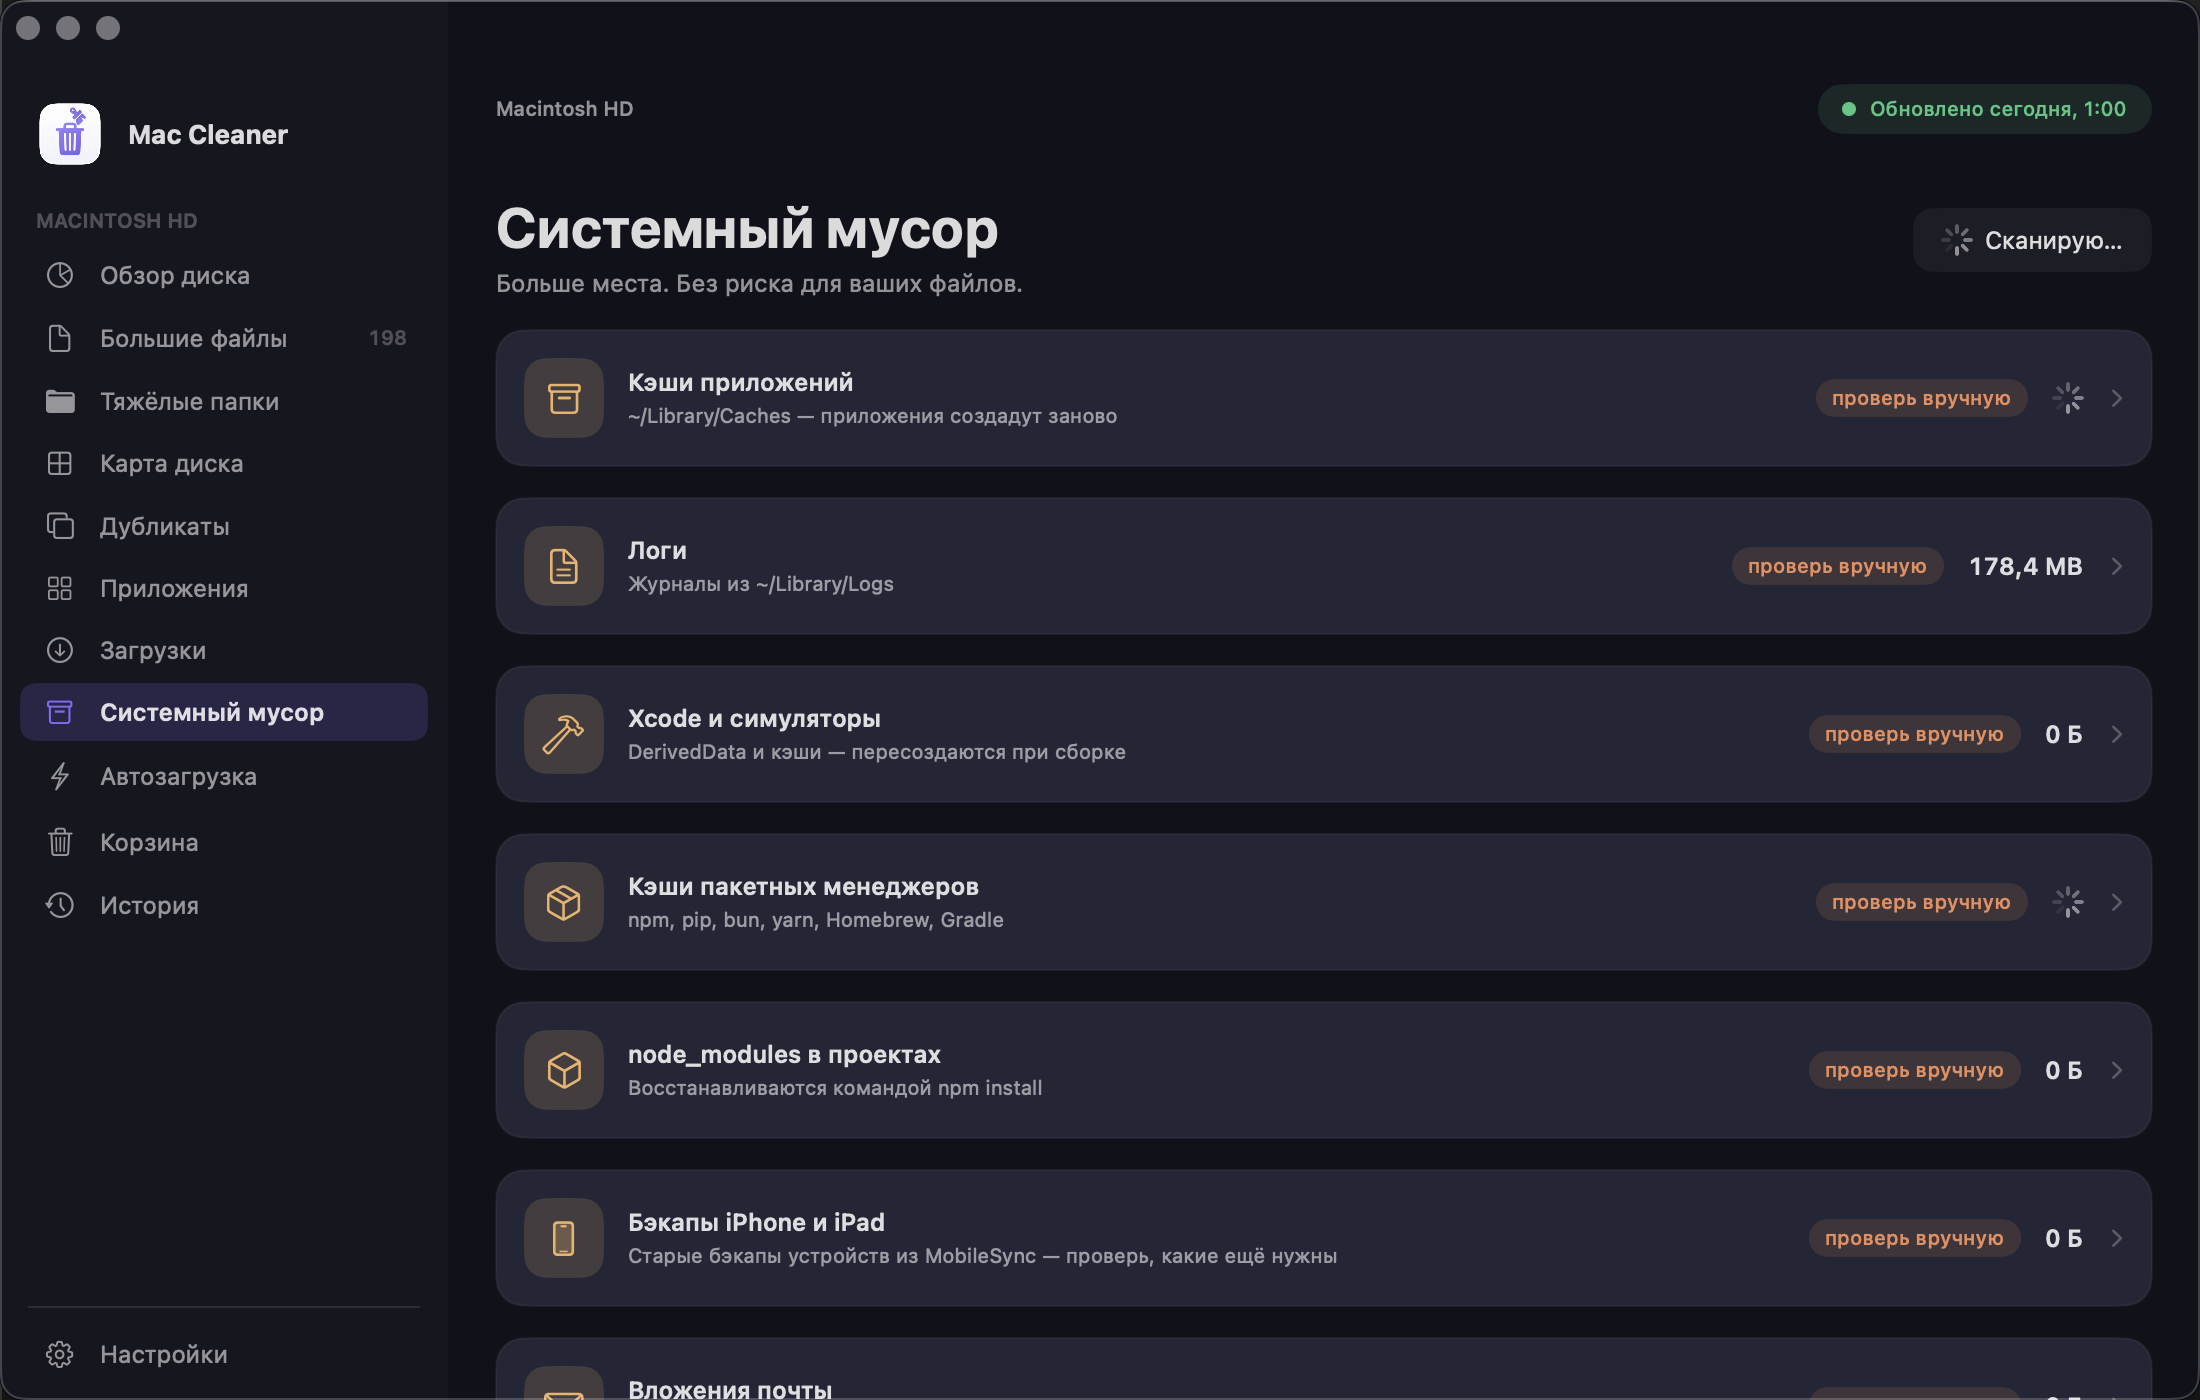 Mac Cleaner
MACINTOSH HD
Обзор диска
Большие файлы 198
Тяжёлые папки
Карта диска
Дубликаты
Приложения
Загрузки
Системный мусор
Автозагрузка
Корзина
История
Настройки
Macintosh HD
Обновлено сегодня, 1:00
Системный мусор
Больше места. Без риска для ваших файлов.
Сканирую...
Кэши приложений
~/Library/Caches — приложения создадут заново
проверь вручную
Логи
Журналы из ~/Library/Logs
проверь вручную 178,4 МВ
Xcode и симуляторы
DerivedData и кэши — пересоздаются при сборке
проверь вручную 0 Б
Кэши пакетных менеджеров
npm, pip, bun, yarn, Homebrew, Gradle
проверь вручную
node_modules в проектах
Восстанавливаются командой npm install
проверь вручную 0 Б
Бэкапы iPhone и iPad
Старые бэкапы устройств из MobileSync — проверь, какие ещё нужны
проверь вручную 0 Б
Вложения почты